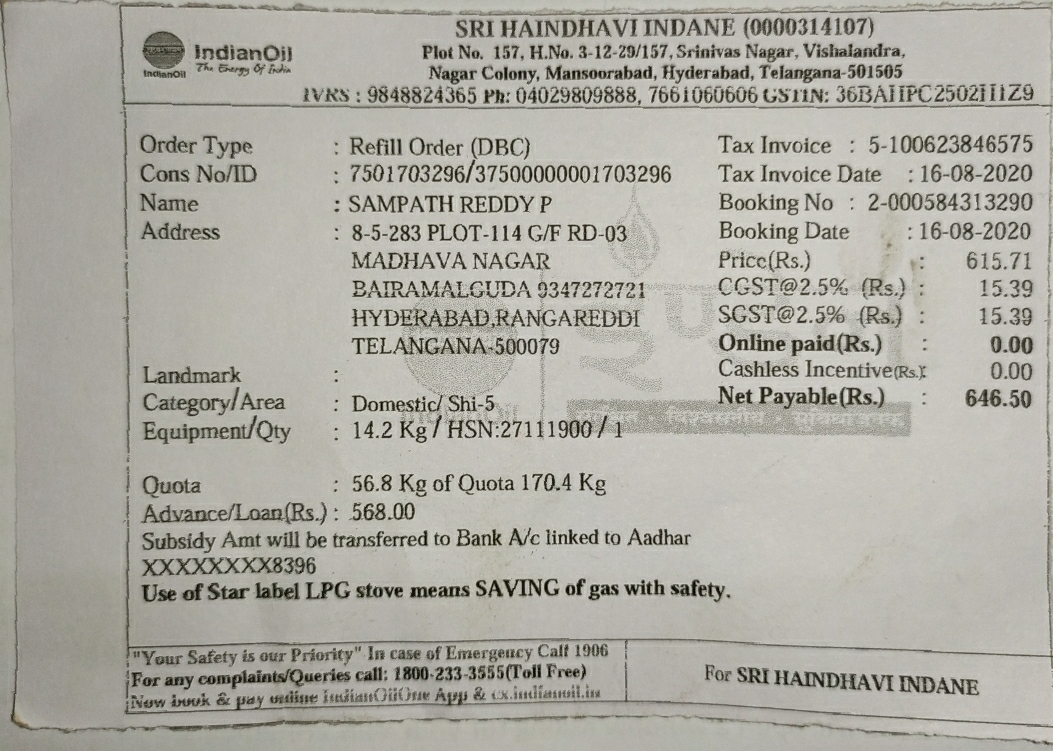 SRI HAINDHAVI INDANE (0000314107)
IndianOil
The Energy Of India
IndianOil
Plot No. 157, H.No. 3-12-29/157, Srinivas Nagar, Vishalandra,
Nagar Colony, Mansoorabad, Hyderabad, Telangana-501505
IVRS : 9848824365 Ph: 04029809888, 7661060606 GSTIN:
Order Type : Refill Order (DBC)
Cons No/ID : 7501703296/37500000001703296
Name : SAMPATH REDDY P
Address : 8-5-283 PLOT-114 G/F RD-03
MADHAVA NAGAR
BAIRAMALGUDA 9347272721
HYDERABAD,RANGAREDDI
TELANGANA-500079
Landmark :
Category/Area : Domestic/ Shi-5
Equipment/Qty : 14.2 Kg / HSN:27111900 / 1
Tax Invoice : 5-100623846575
Tax Invoice Date : 16-08-2020
Booking No : 2-000584313290
Booking Date : 16-08-2020
Price(Rs.) : 615.71
CGST@2.5% (Rs.) : 15.39
SGST@2.5% (Rs.) : 15.39
Online paid(Rs.) : 0.00
Cashless Incentive(Rs.): 0.00
Net Payable(Rs.) : 646.50
Quota : 56.8 Kg of Quota 170.4 Kg
Advance/Loan(Rs.) : 568.00
Subsidy Amt will be transferred to Bank A/c linked to Aadhar
XXXXXXXX8396
Use of Star label LPG stove means SAVING of gas with safety.
"Your Safety is our Priority" In case of Emergency Call 1906
For any complaints/Queries call: 1800-233-3555(Toll Free)
Now book & pay online IndianOilOne App & cx.indianoil.in
For SRI HAINDHAVI INDANE